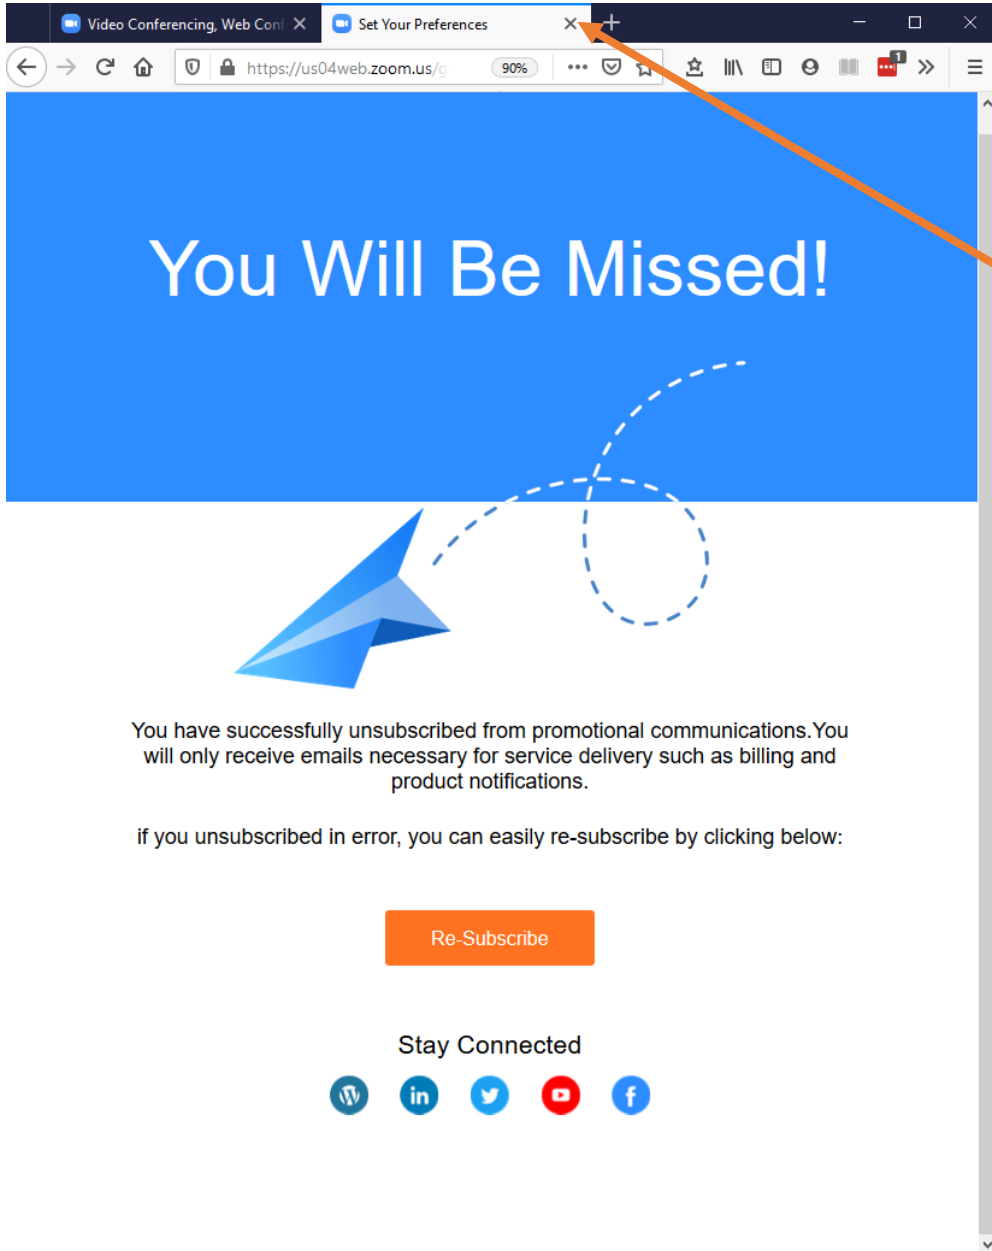 Video Conferencing, Web Conf
Set Your Preferences
https://us04web.zoom.us/g
90%
1
You Will Be Missed!
You have successfully unsubscribed from promotional communications.You
will only receive emails necessary for service delivery such as billing and
product notifications.
if you unsubscribed in error, you can easily re-subscribe by clicking below:
Re-Subscribe
Stay Connected